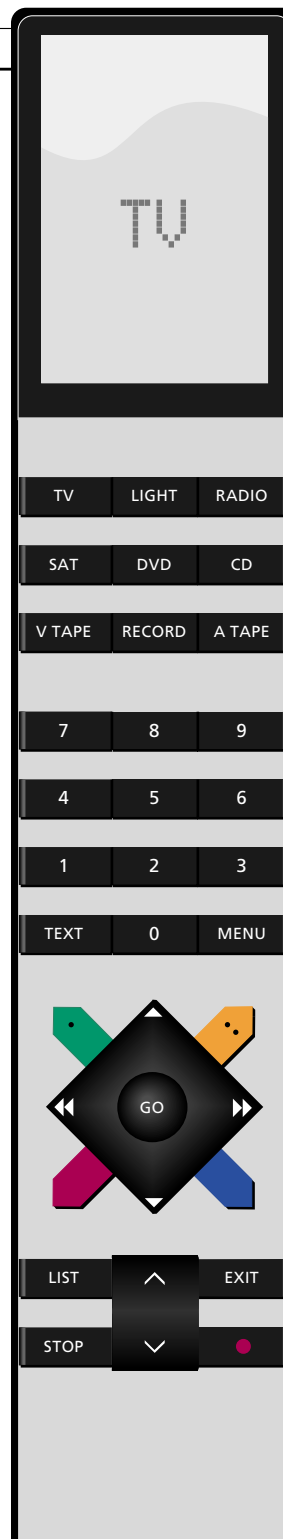 TV
TV LIGHT RADIO
SAT DVD CD
V TAPE RECORD A TAPE
7 8 9
4 5 6
1 2 3
TEXT 0 MENU
GO
LIST EXIT
STOP